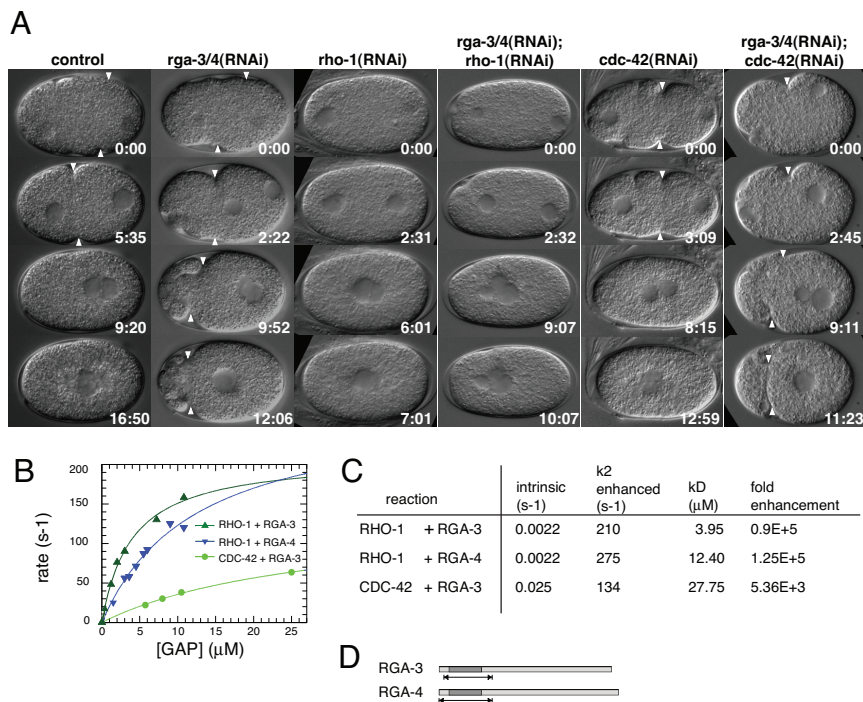 A
control
rga-3/4(RNAi)
rho-1(RNAi)
rga-3/4(RNAi);
rho-1(RNAi)
cdc-42(RNAi)
rga-3/4(RNAi);
cdc-42(RNAi)
0:00 0:00 0:00 0:00 0:00 0:00
5:35 2:22 2:31 2:32 3:09 2:45
9:20 9:52 6:01 9:07 8:15 9:11
16:50 12:06 7:01 10:07 12:59 11:23
B
rate (s-1)
200
150
100
50
0
0 5 10 15 20 25
[GAP] (μM)
RHO-1 + RGA-3
RHO-1 + RGA-4
CDC-42 + RGA-3
C
reaction
intrinsic
(s-1)
k2
enhanced
(s-1)
kD
(μM)
fold
enhancement
RHO-1 + RGA-3 0.0022 210 3.95 0.9E+5
RHO-1 + RGA-4 0.0022 275 12.40 1.25E+5
CDC-42 + RGA-3 0.025 134 27.75 5.36E+3
D
RGA-3
RGA-4